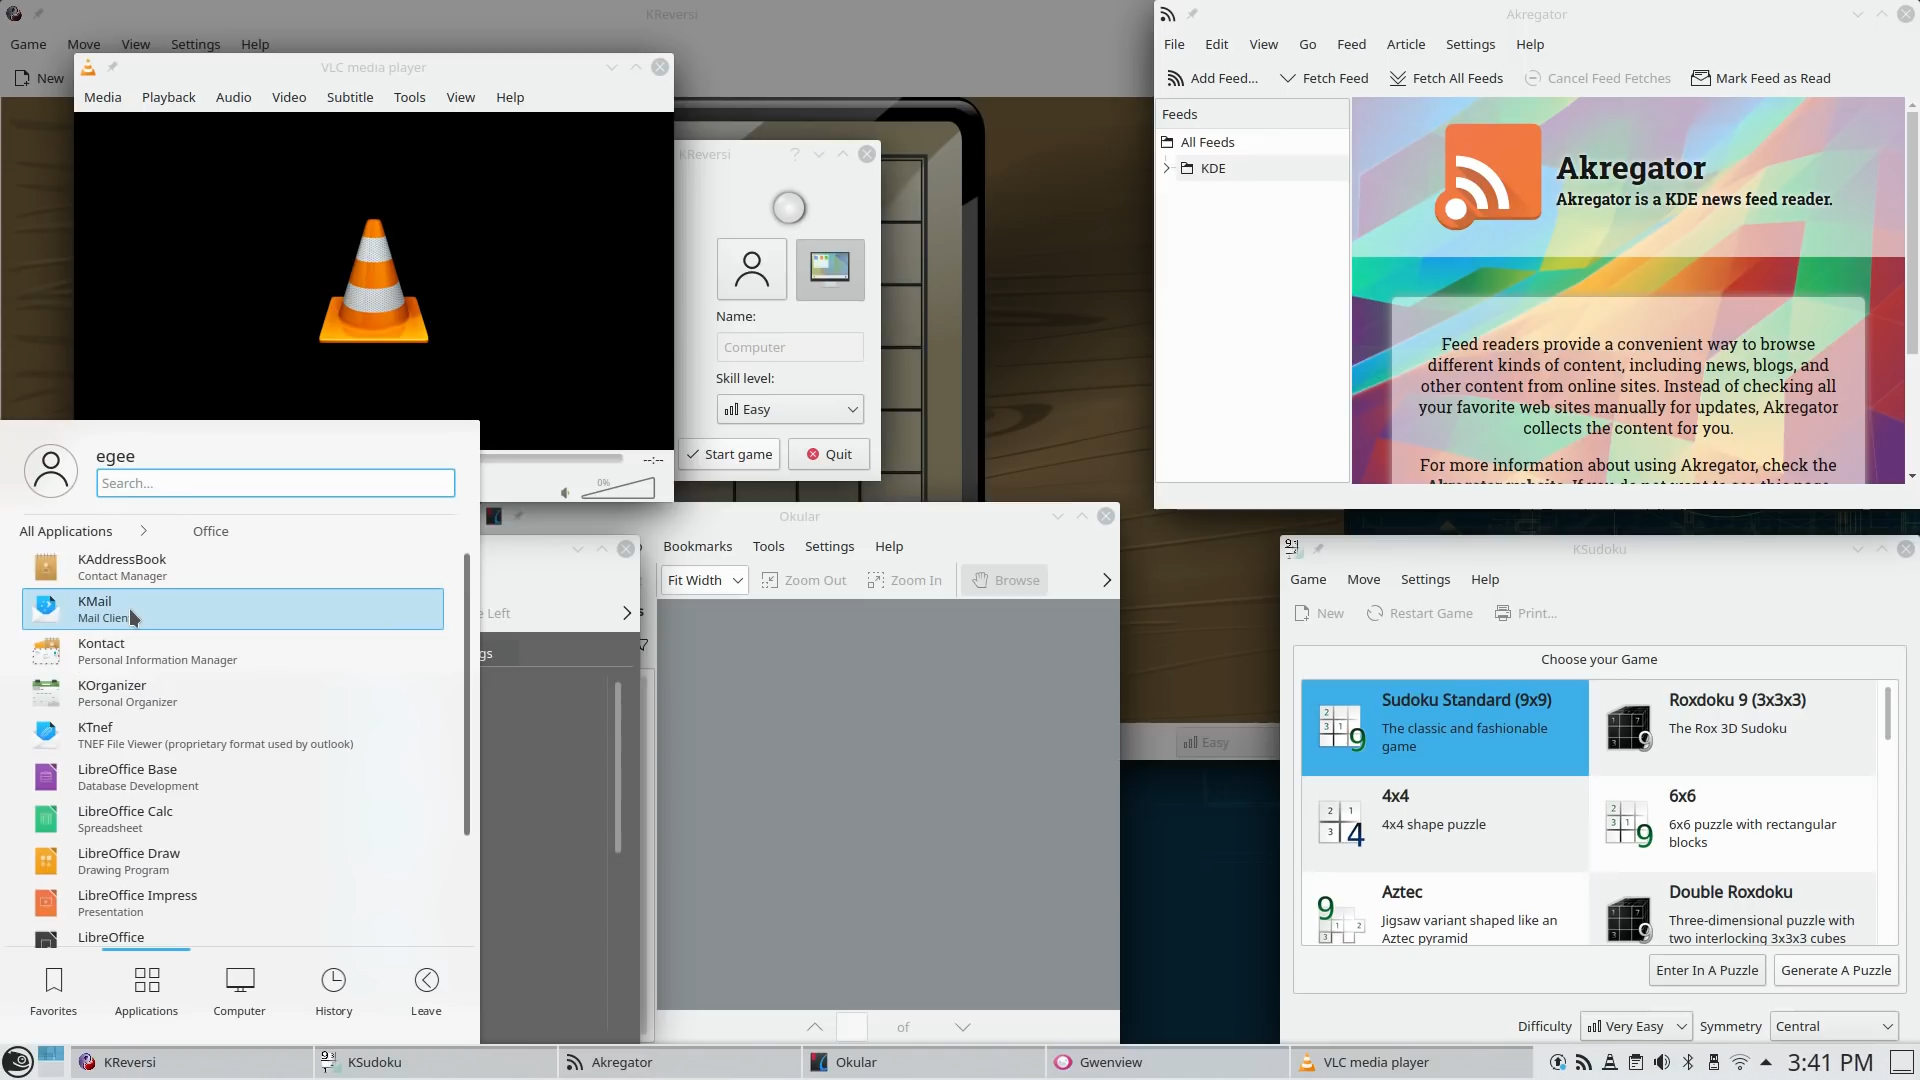 KReversi
Game Move View Settings Help
New
VLC media player
Media Playback Audio Video Subtitle Tools View Help
--:--
0%
KReversi
Name:
Computer
Skill level:
Easy
Start game
Quit
Akregator
File Edit View Go Feed Article Settings Help
Add Feed... Fetch Feed Fetch All Feeds Cancel Feed Fetches Mark Feed as Read
Feeds
All Feeds
KDE
Akregator
Akregator is a KDE news feed reader.
Feed readers provide a convenient way to browse
different kinds of content, including news, blogs, and
other content from online sites. Instead of checking all
your favorite web sites manually for updates, Akregator
collects the content for you.
For more information about using Akregator, check the
egee
Search...
All Applications
Office
KAddressBook
Contact Manager
KMail
Mail Clien
Kontact
Personal Information Manager
KOrganizer
Personal Organizer
KTnef
TNEF File Viewer (proprietary format used by outlook)
LibreOffice Base
Database Development
LibreOffice Calc
Spreadsheet
LibreOffice Draw
Drawing Program
LibreOffice Impress
Presentation
LibreOffice
Favorites Applications Computer History Leave
e Left
gs
Okular
Bookmarks Tools Settings Help
Fit Width Zoom Out Zoom In Browse
of
Easy
KSudoku
Game Move Settings Help
New Restart Game Print...
Choose your Game
Sudoku Standard (9x9)
The classic and fashionable
game
Roxdoku 9 (3x3x3)
The Rox 3D Sudoku
4x4
4x4 shape puzzle
6x6
6x6 puzzle with rectangular
blocks
Aztec
Jigsaw variant shaped like an
Aztec pyramid
Double Roxdoku
Three-dimensional puzzle with
two interlocking 3x3x3 cubes
Enter In A Puzzle
Generate A Puzzle
Difficulty Very Easy Symmetry Central
KReversi KSudoku Akregator Okular Gwenview VLC media player 3:41 PM